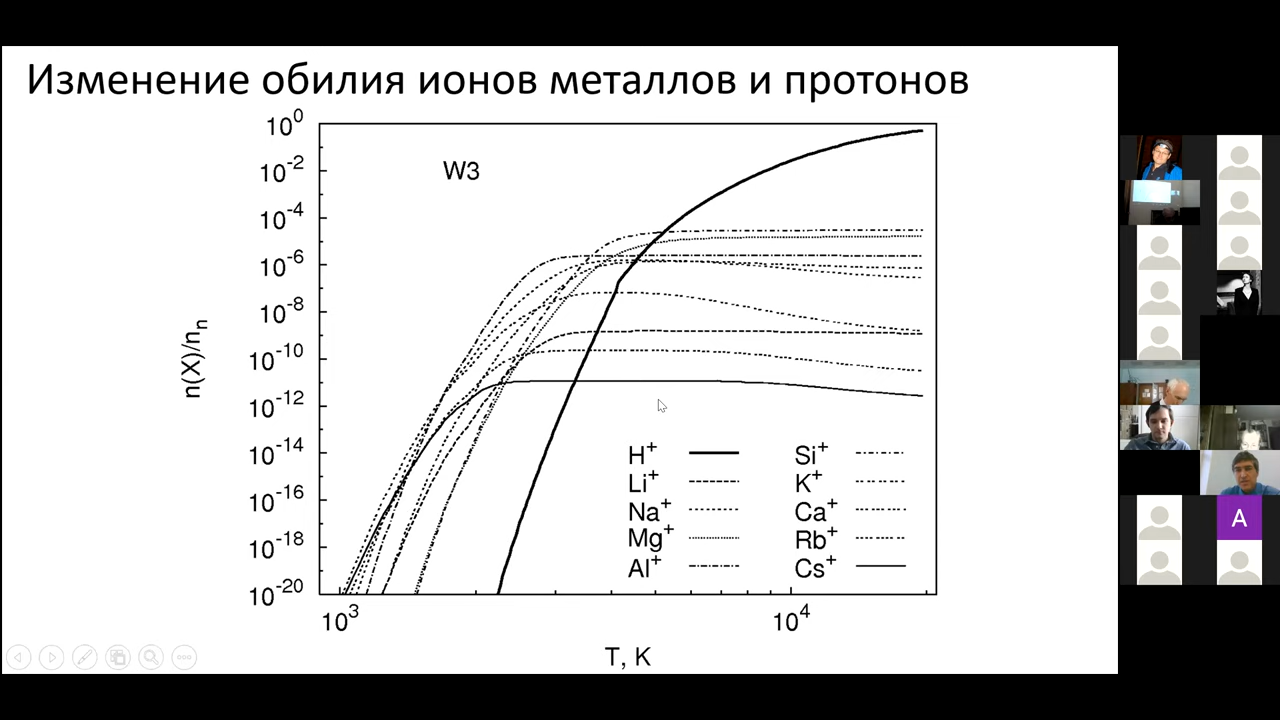 Изменение обилия ионов металлов и протонов
W3
10^0
10^-2
10^-4
10^-6
10^-8
10^-10
10^-12
10^-14
10^-16
10^-18
10^-20
n(X)/n_n
H^+
Li^+
Na^+
Mg^+
Al^+
Si^+
K^+
Ca^+
Rb^+
Cs^+
10^3
10^4
T, K
A